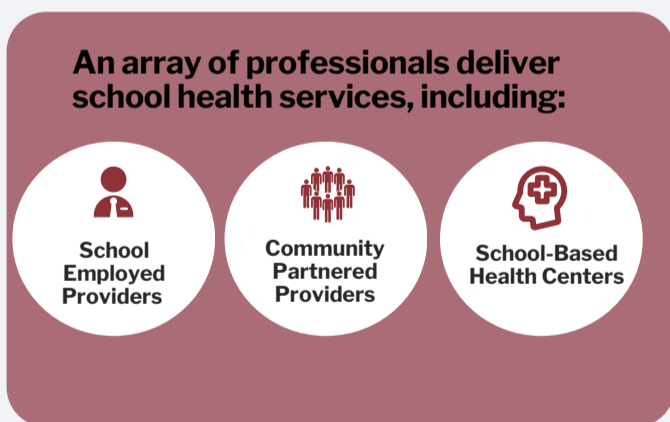 An array of professionals deliver
school health services, including:
School
Employed
Providers
Community
Partnered
Providers
School-Based
Health Centers